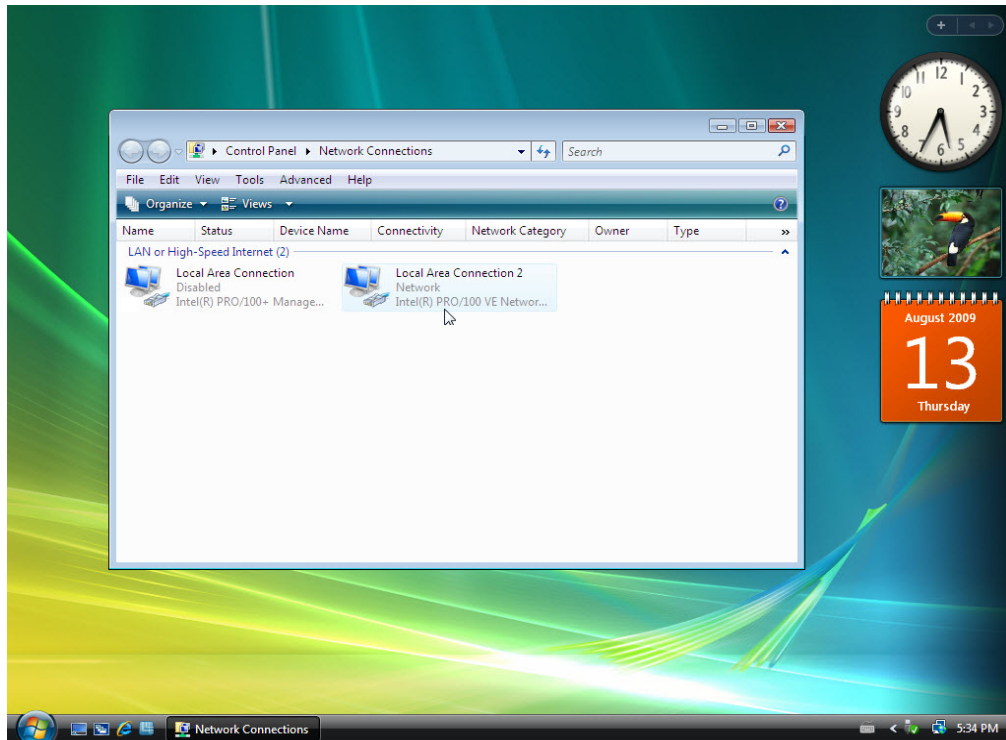 Control Panel ▸ Network Connections
Search
File Edit View Tools Advanced Help
Organize Views
Name Status Device Name Connectivity Network Category Owner Type »
LAN or High-Speed Internet (2)
Local Area Connection
Disabled
Intel(R) PRO/100+ Manage...
Local Area Connection 2
Network
Intel(R) PRO/100 VE Networ...
12
1
2
3
4
5
6
7
8
9
10
11
August 2009
13
Thursday
Network Connections
5:34 PM